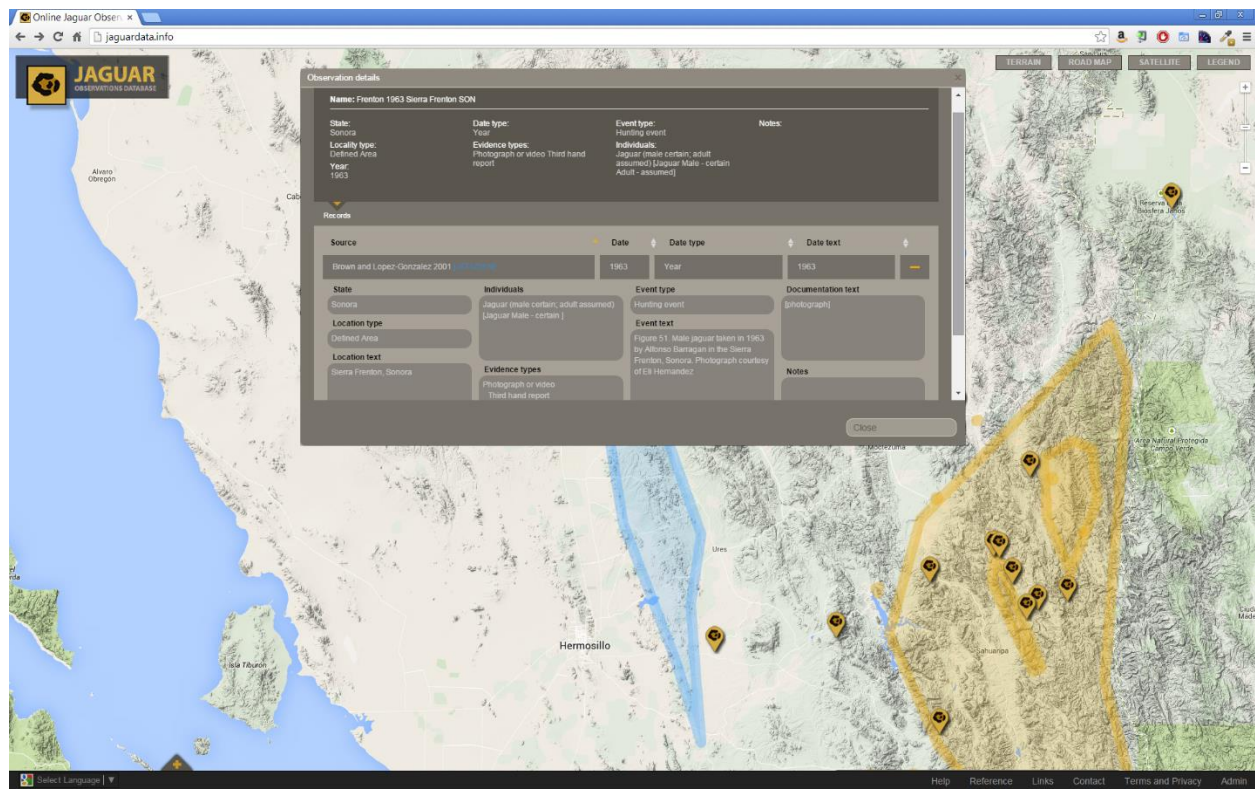 Online Jaguar Obser
jaguardata.info
JAGUAR
OBSERVATIONS DATABASE
TERRAIN
ROAD MAP
SATELLITE
LEGEND
Observation details
Name: Frenton 1963 Sierra Frenton SON
State:
Sonora
Locality type:
Defined Area
Year:
1963
Date type:
Year
Evidence types:
Photograph or video Third hand
report
Event type:
Hunting event
Individuals:
Jaguar (male certain; adult
assumed) [Jaguar Male - certain
Adult - assumed]
Notes:
Records
Source
Date
Date type
Date text
Brown and Lopez-Gonzalez 2001
1963
Year
1963
State
Sonora
Location type
Defined Area
Location text
Sierra Frenton, Sonora
Individuals
Jaguar (male certain; adult assumed)
[Jaguar Male - certain ]
Evidence types
Photograph or video
Third hand report
Event type
Hunting event
Event text
Figure 51. Male jaguar taken in 1963
by Alfonso Barragan in the Sierra
Frenton, Sonora. Photograph courtesy
of Eli Hernandez
Documentation text
[photograph]
Notes
Close
Alvaro
Obregon
Cab
Reserva
Biosfera Janos
Area Natural Protegida
Campo Verde
Moctezuma
Ures
Hermosillo
Isla Tiburon
ahuaripa
Ciud
Made
Select Language
Help
Reference
Links
Contact
Terms and Privacy
Admin